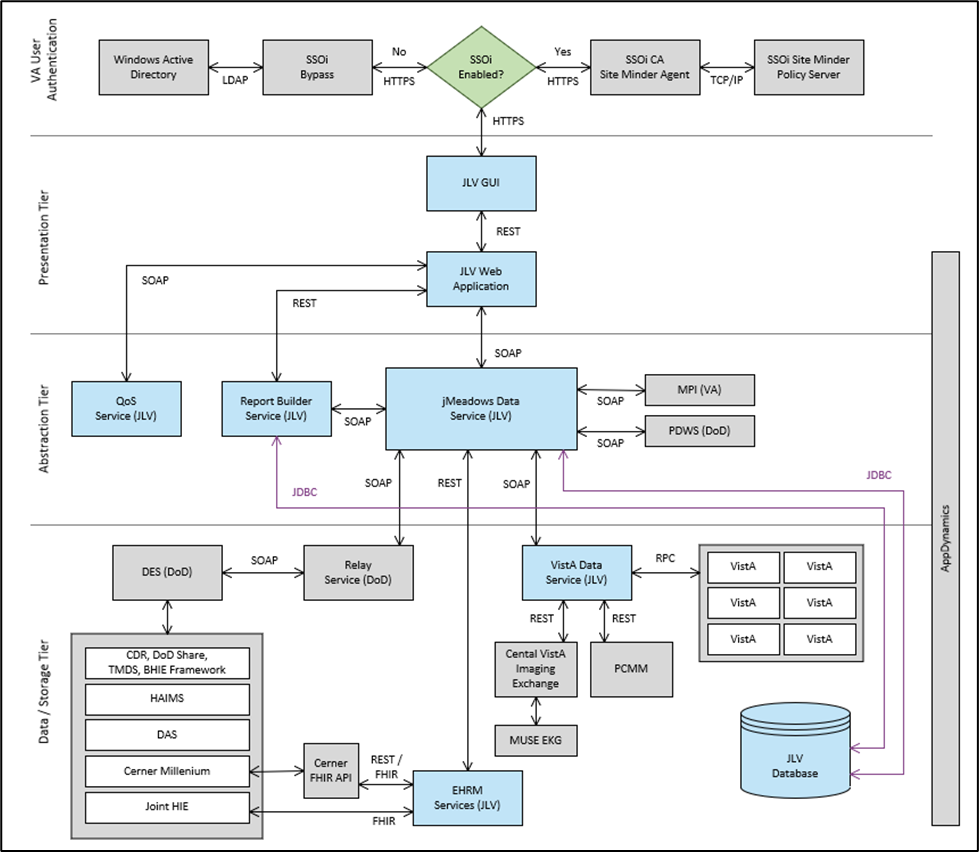 VA User
Authentication
Windows Active
Directory
LDAP
SSOi
Bypass
No
HTTPS
SSOi
Enabled?
Yes
HTTPS
SSOi CA
Site Minder Agent
TCP/IP
SSOi Site Minder
Policy Server
HTTPS
Presentation Tier
JLV GUI
REST
JLV Web
Application
SOAP
REST
SOAP
Abstraction Tier
QoS
Service (JLV)
Report Builder
Service (JLV)
SOAP
jMeadows Data
Service (JLV)
SOAP
MPI (VA)
SOAP
PDWS (DoD)
SOAP
REST
SOAP
JDBC
JDBC
AppDynamics
Data / Storage Tier
DES (DoD)
SOAP
Relay
Service (DoD)
VistA Data
Service (JLV)
RPC
VistA
VistA
VistA
VistA
VistA
VistA
REST
REST
Cental VistA
Imaging
Exchange
PCMM
MUSE EKG
CDR, DoD Share,
TMDS, BHIE Framework
HAIMS
DAS
Cerner Millenium
Joint HIE
Cerner
FHIR API
REST /
FHIR
FHIR
EHRM
Services (JLV)
JLV
Database